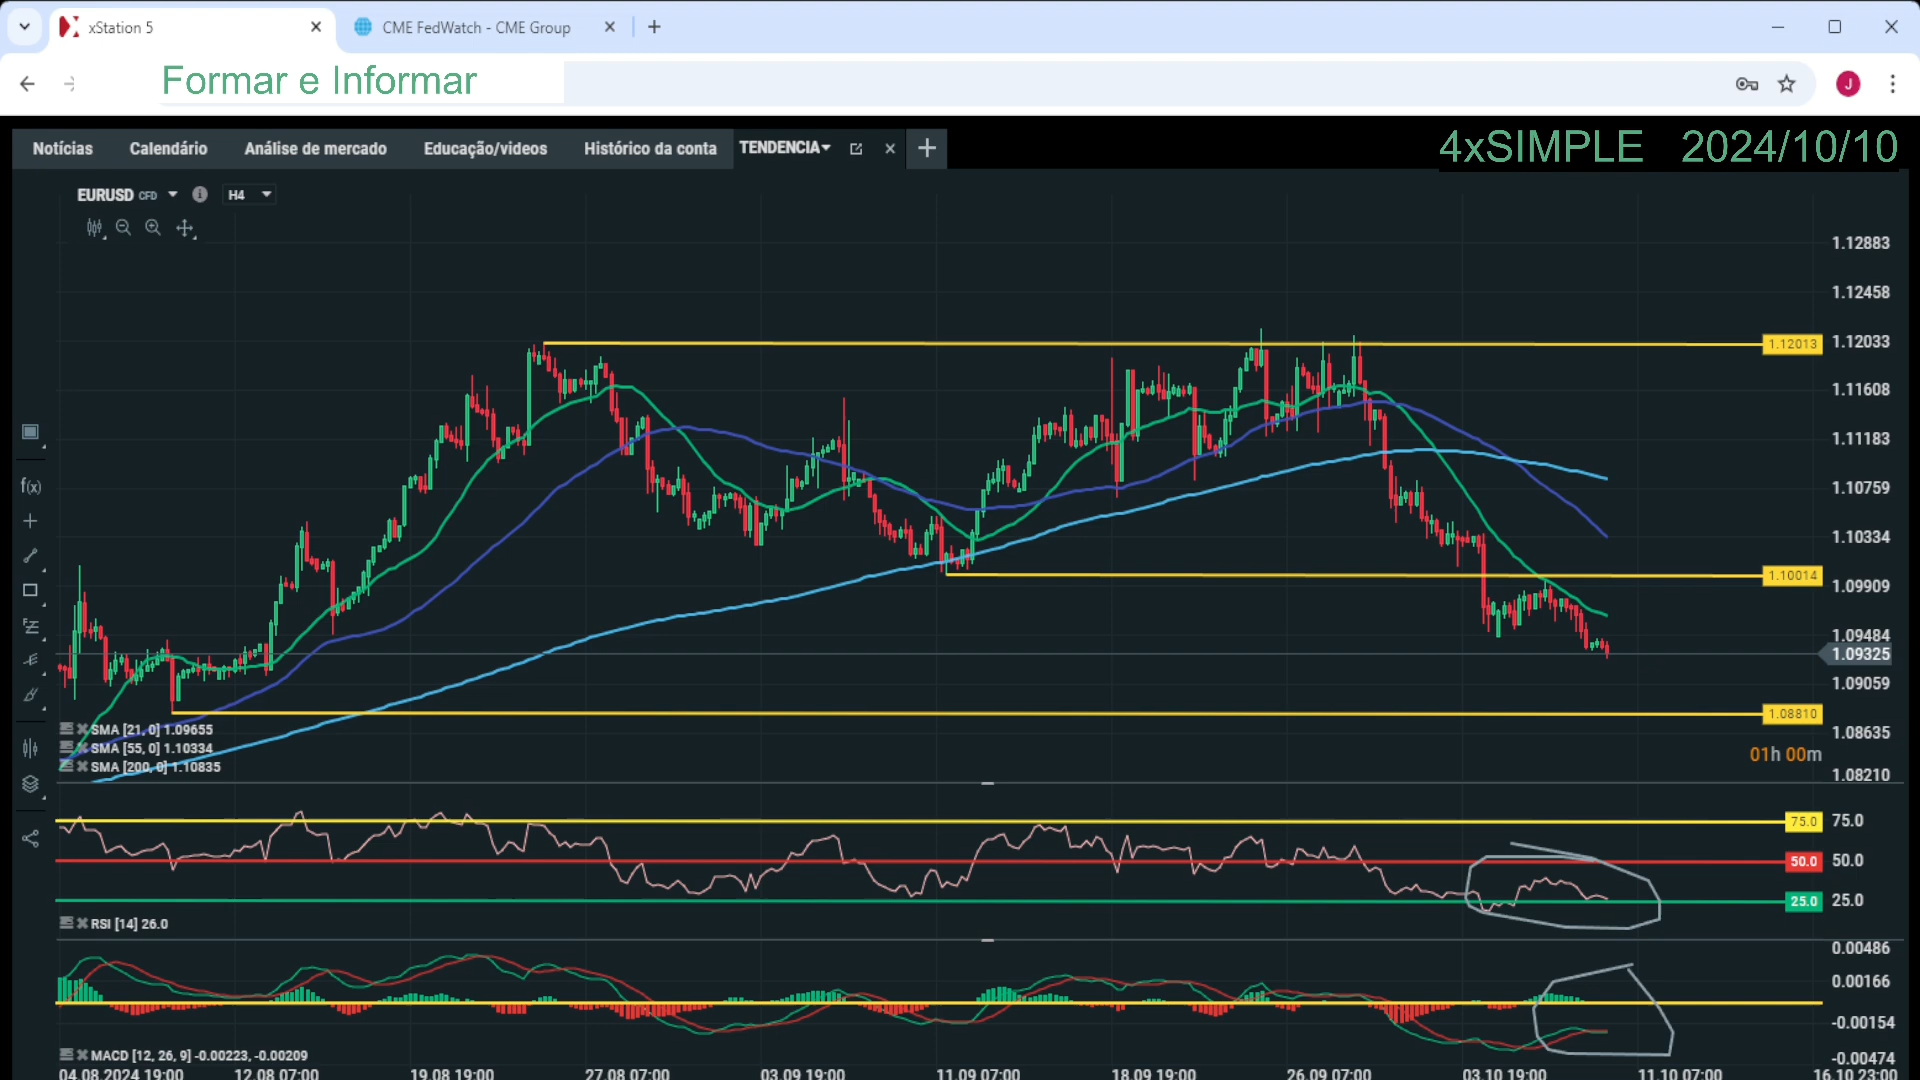 xStation 5
CME FedWatch - CME Group
Formar e Informar
J
Notícias
Calendário
Análise de mercado
Educação/videos
Histórico da conta
TENDENCIA
4xSIMPLE 2024/10/10
EURUSD CFD
H4
1.12883
1.12458
1.12013
1.12033
1.11608
1.11183
1.10759
1.10334
1.10014
1.09909
1.09484
1.09325
1.09059
1.08810
1.08635
01h 00m
1.08210
f(x)
SMA [21, 0] 1.09655
SMA [55, 0] 1.10334
SMA [200, 0] 1.10835
75.0 75.0
50.0 50.0
25.0 25.0
RSI [14] 26.0
0.00486
0.00166
-0.00154
-0.00474
MACD [12, 26, 9] -0.00223, -0.00209
04.08.2024 19:00 12.08 07:00 19.08 19:00 27.08 07:00 03.09 19:00 11.09 07:00 18.09 19:00 26.09 07:00 03.10 19:00 11.10 07:00 16.10 23:00